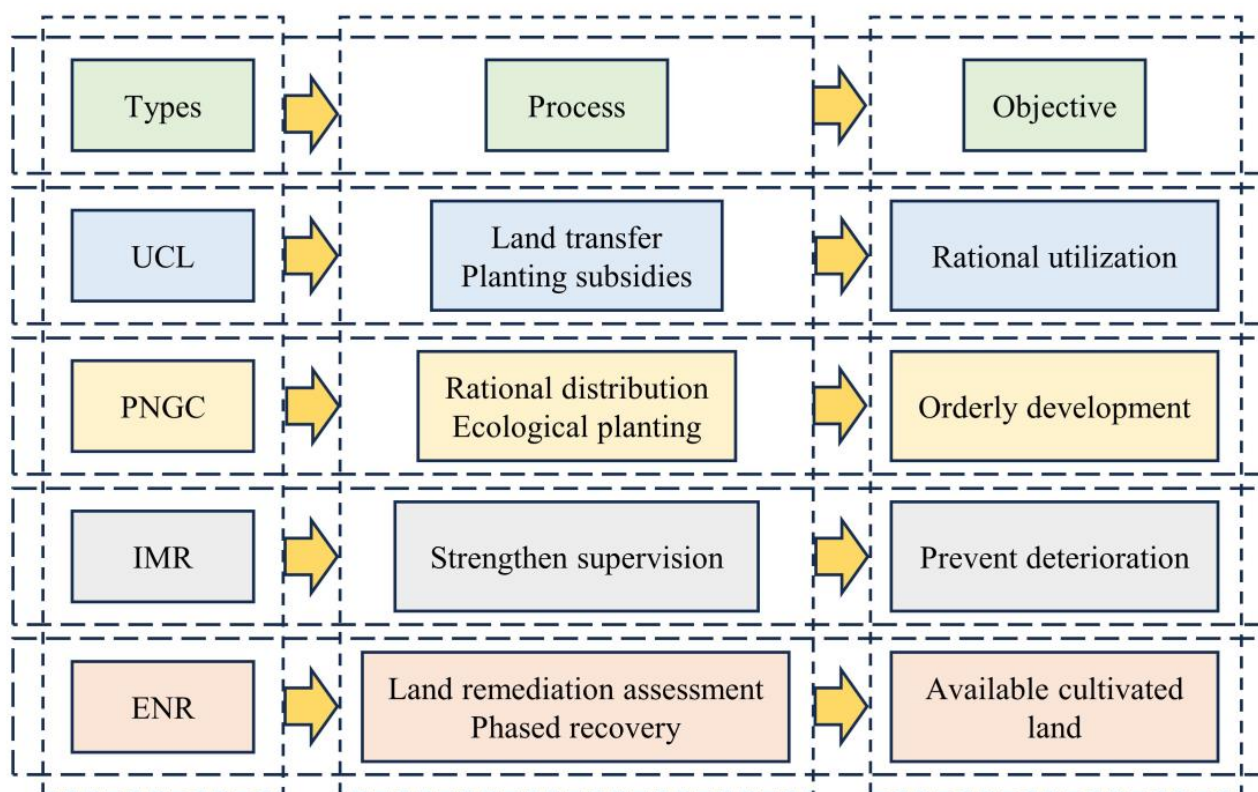 Types
Process
Objective
UCL
Land transfer
Planting subsidies
Rational utilization
PNGC
Rational distribution
Ecological planting
Orderly development
IMR
Strengthen supervision
Prevent deterioration
ENR
Land remediation assessment
Phased recovery
Available cultivated
land